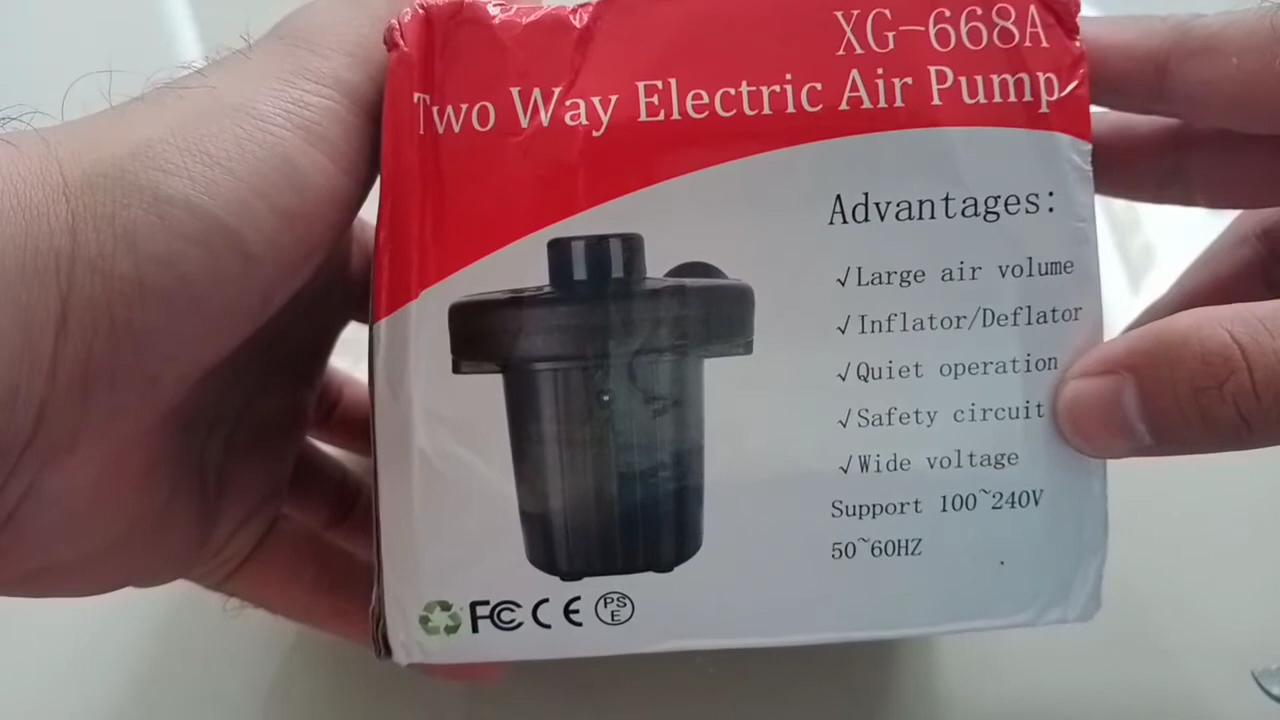 XG-668A
Two Way Electric Air Pump
Advantages:
√Large air volume
√Inflator/Deflator
√Quiet operation
√Safety circuit
√Wide voltage
Support 100~240V
50~60HZ
FC CE PS E